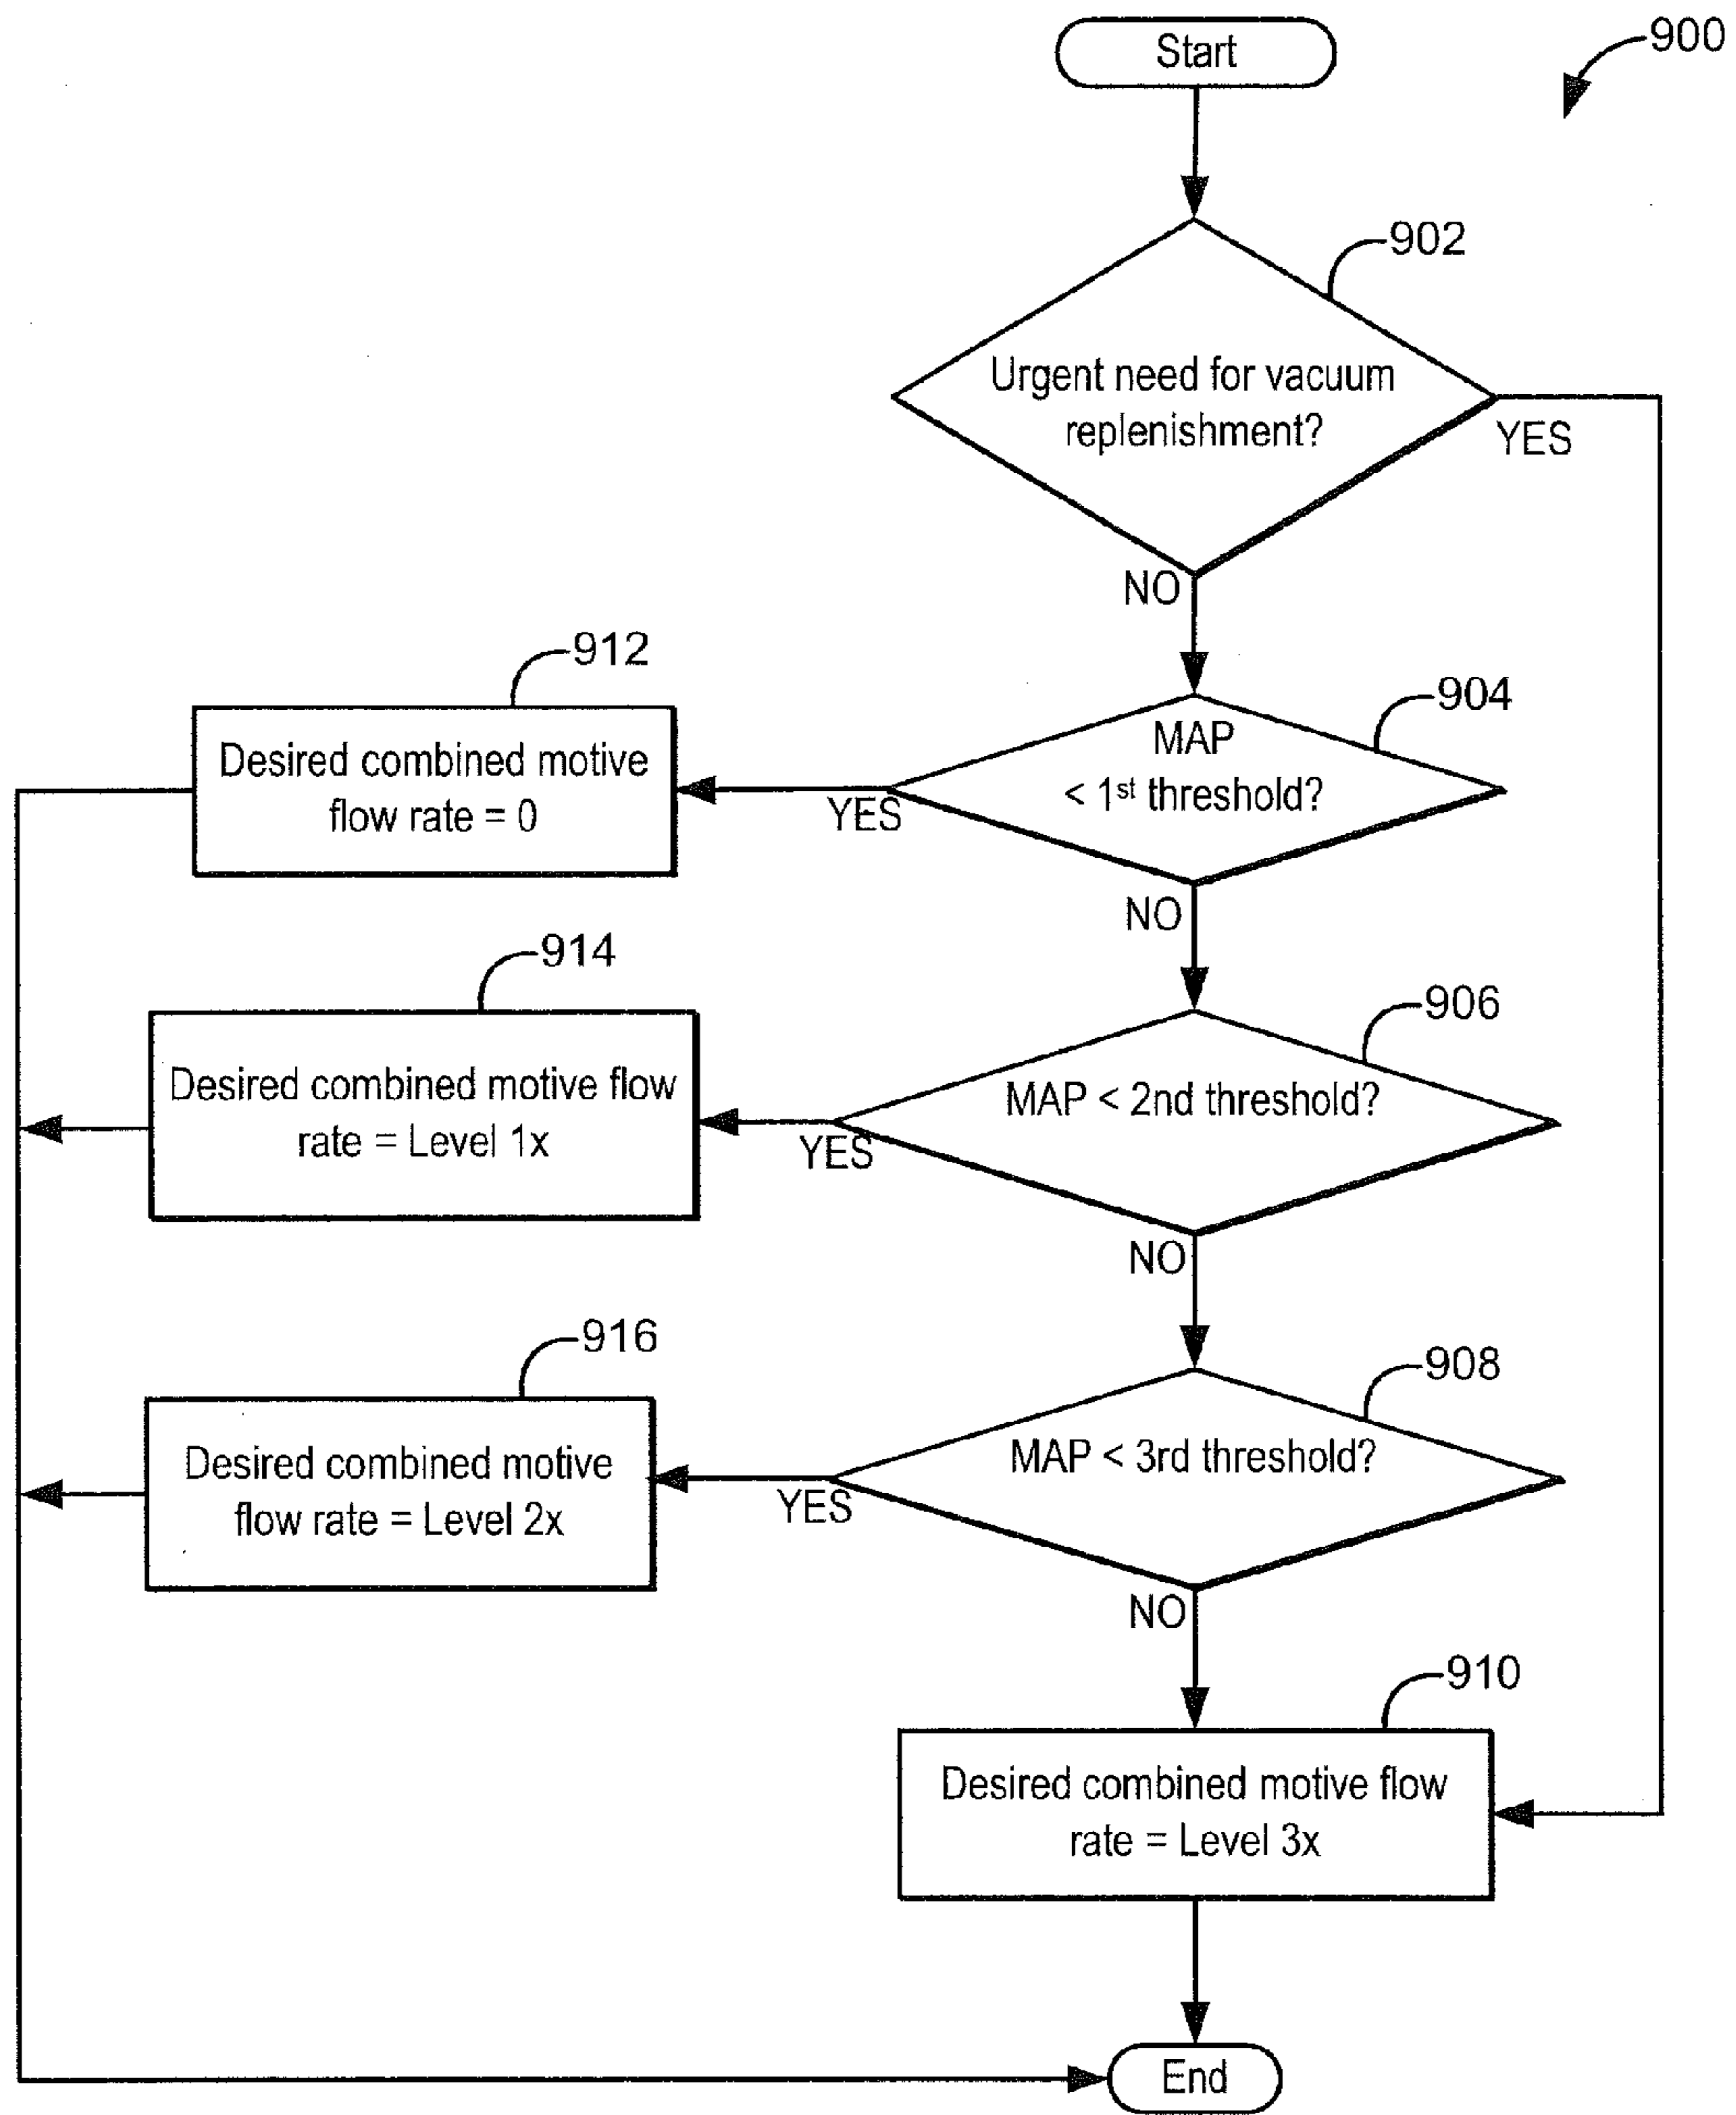 Start
900
902
Urgent need for vacuum
replenishment?
YES
NO
912
904
Desired combined motive
flow rate = 0
MAP
< 1st threshold?
YES
NO
914
906
Desired combined motive flow
rate = Level 1x
MAP < 2nd threshold?
YES
NO
916
908
Desired combined motive
flow rate = Level 2x
MAP < 3rd threshold?
YES
NO
910
Desired combined motive flow
rate = Level 3x
End